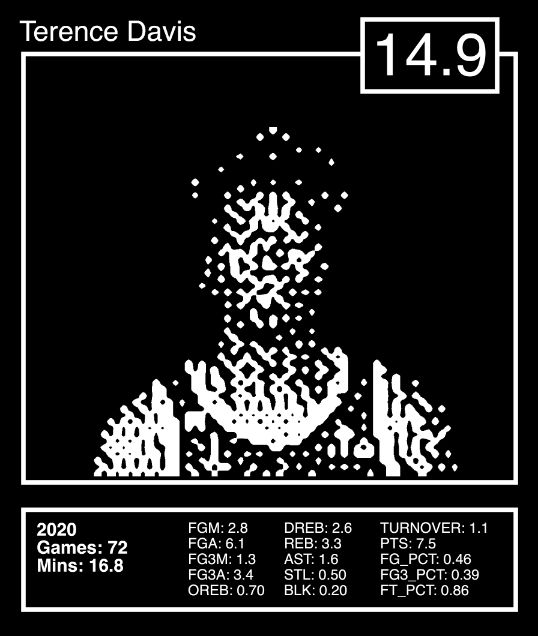 Terence Davis
14.9
2020
Games: 72
Mins: 16.8
FGM: 2.8
FGA: 6.1
FG3M: 1.3
FG3A: 3.4
OREB: 0.70
DREB: 2.6
REB: 3.3
AST: 1.6
STL: 0.50
BLK: 0.20
TURNOVER: 1.1
PTS: 7.5
FG_PCT: 0.46
FG3_PCT: 0.39
FT_PCT: 0.86